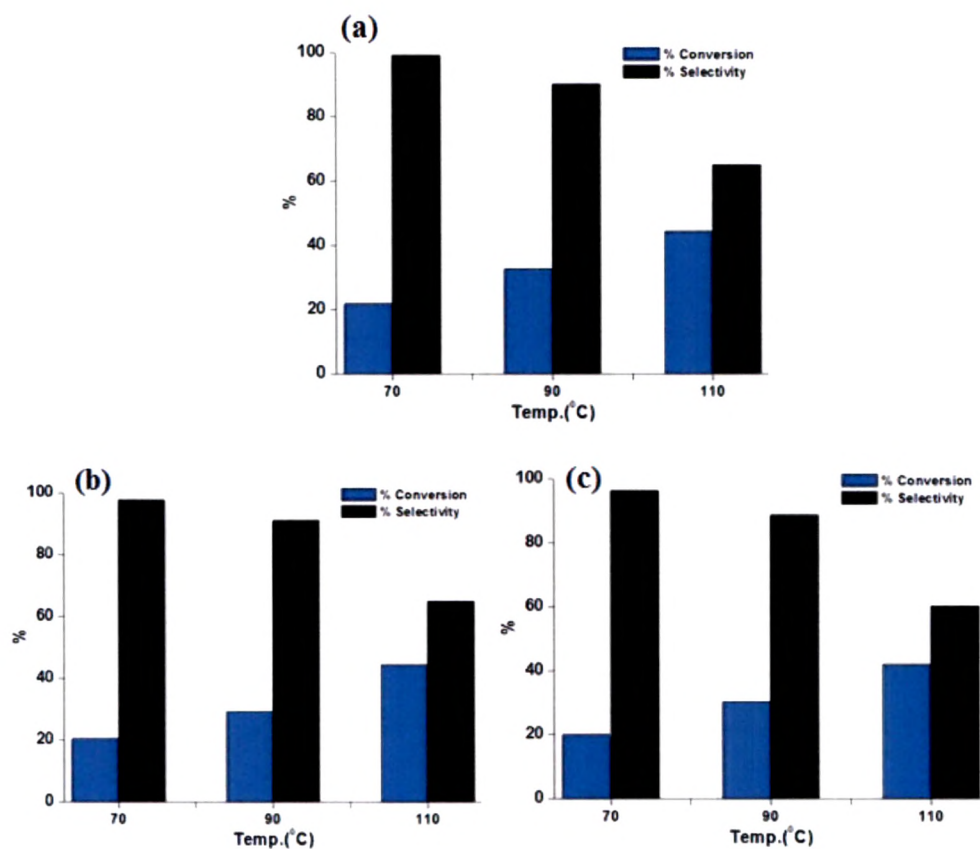 (a)
% Conversion
% Selectivity
100
80
60
40
20
0
%
70 90 110
Temp.(°C)
(b)
% Conversion
% Selectivity
100
80
60
40
20
0
%
70 90 110
Temp.(°C)
(c)
% Conversion
% Selectivity
100
80
60
40
20
0
%
70 90 110
Temp.(°C)